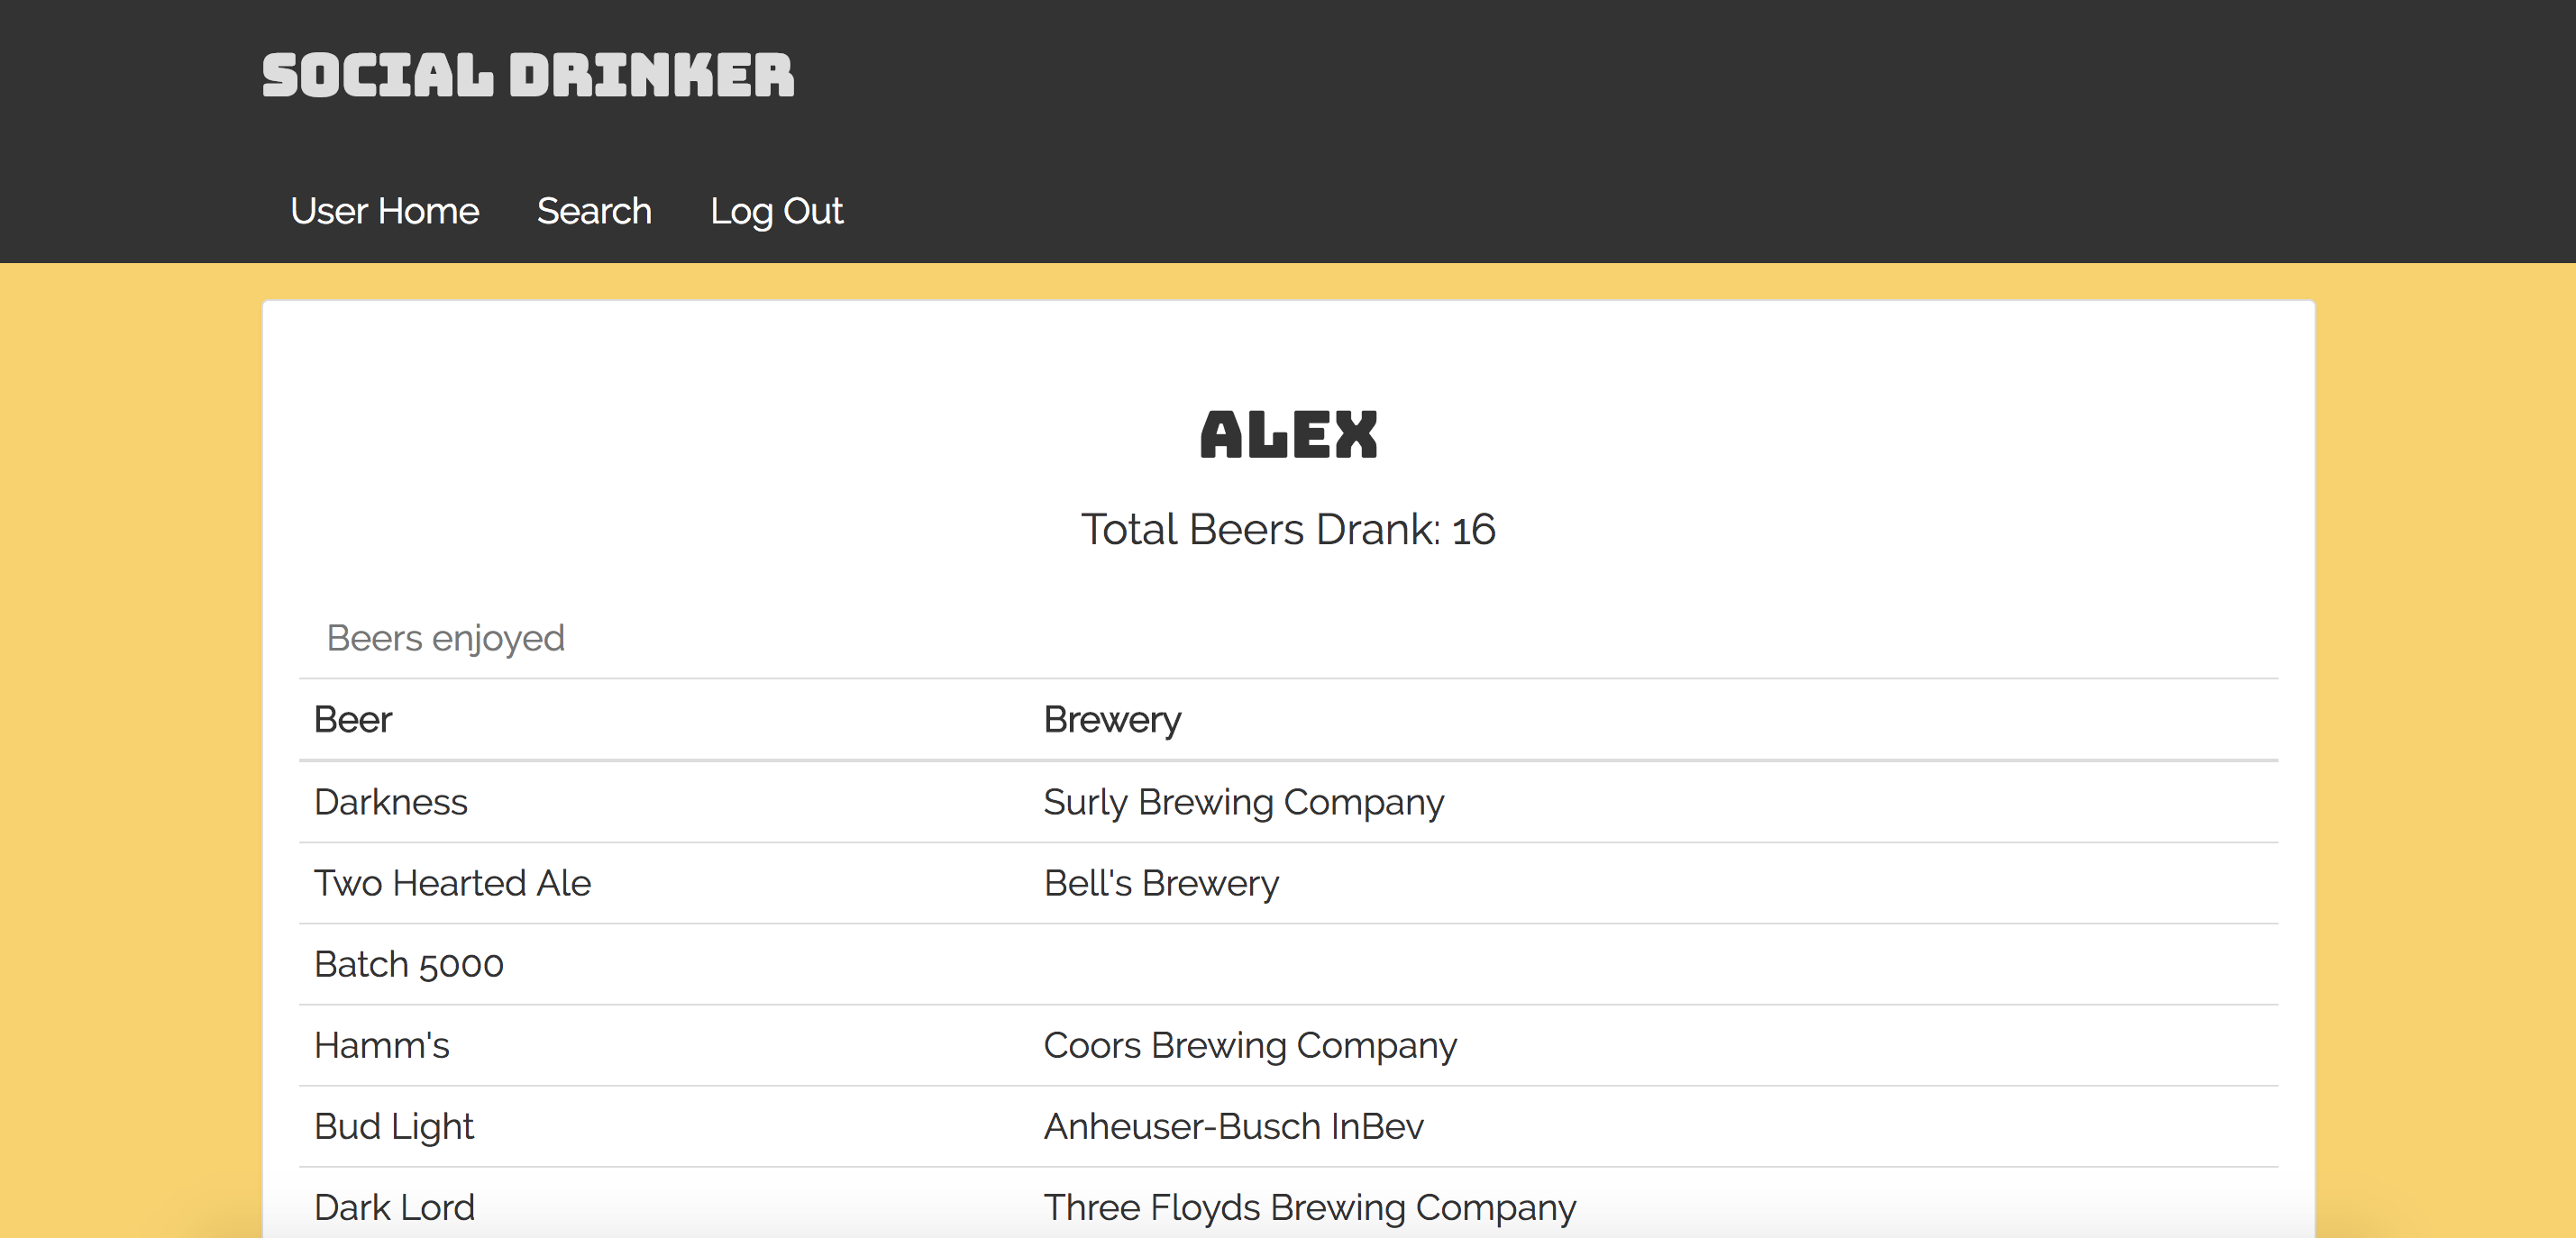 SOCIAL DRINKER
User Home Search Log Out
ALEX
Total Beers Drank: 16
Beers enjoyed
Beer Brewery
Darkness Surly Brewing Company
Two Hearted Ale Bell's Brewery
Batch 5000
Hamm's Coors Brewing Company
Bud Light Anheuser-Busch InBev
Dark Lord Three Floyds Brewing Company